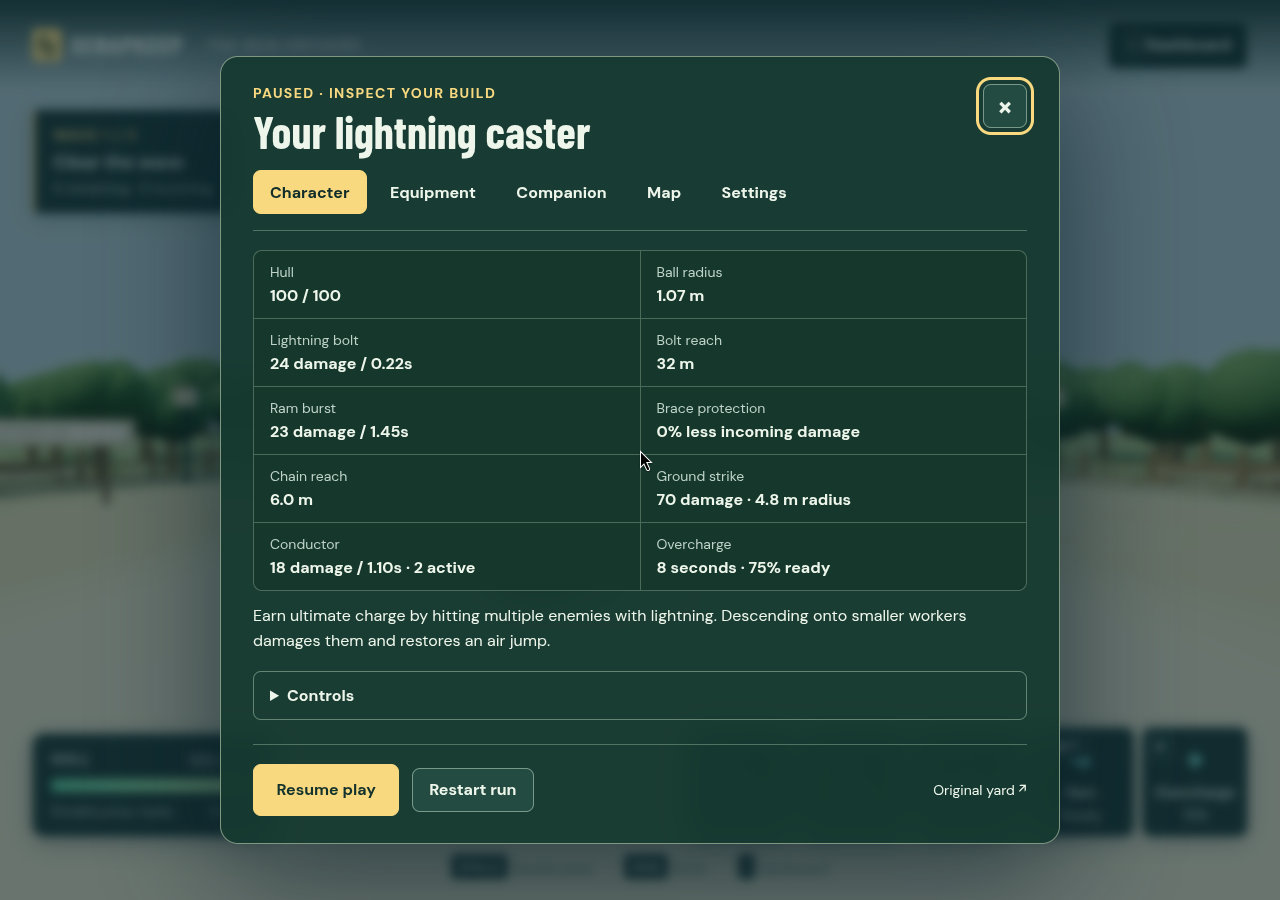 PAUSED · INSPECT YOUR BUILD
Your lightning caster
×
Character Equipment Companion Map Settings
Hull
100 / 100
Ball radius
1.07 m
Lightning bolt
24 damage / 0.22s
Bolt reach
32 m
Ram burst
23 damage / 1.45s
Brace protection
0% less incoming damage
Chain reach
6.0 m
Ground strike
70 damage · 4.8 m radius
Conductor
18 damage / 1.10s · 2 active
Overcharge
8 seconds · 75% ready
Earn ultimate charge by hitting multiple enemies with lightning. Descending onto smaller workers
damages them and restores an air jump.
Controls
Resume play Restart run Original yard ↗